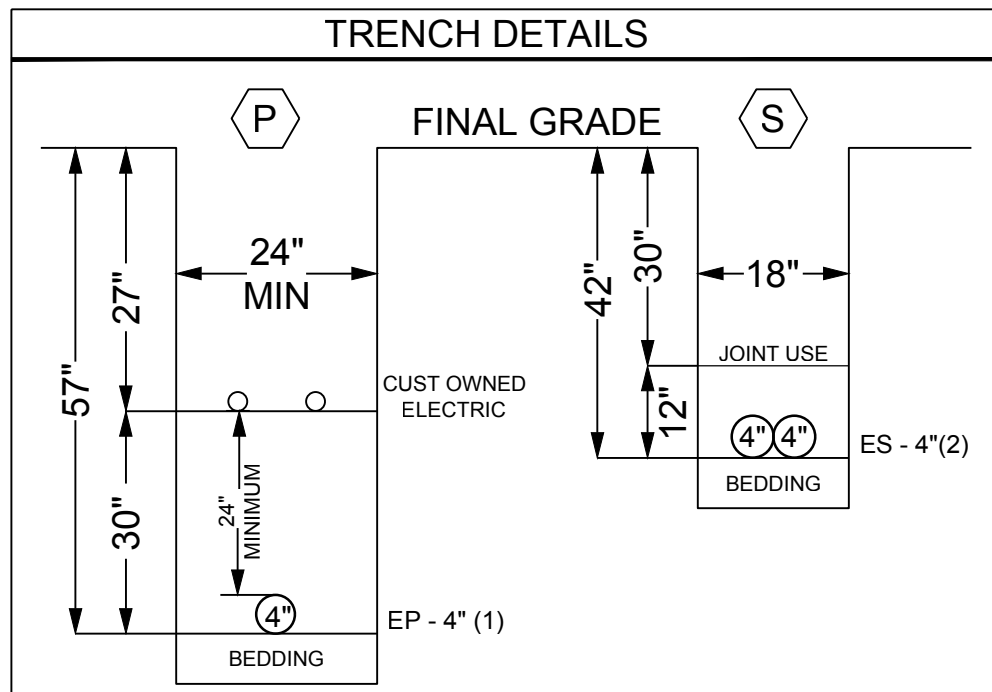 TRENCH DETAILS
P
FINAL GRADE
S
24"
MIN
27"
57"
30"
CUST OWNED
ELECTRIC
24"
MINIMUM
4"
EP - 4" (1)
BEDDING
30"
42"
18"
JOINT USE
12"
4" 4"
ES - 4"(2)
BEDDING